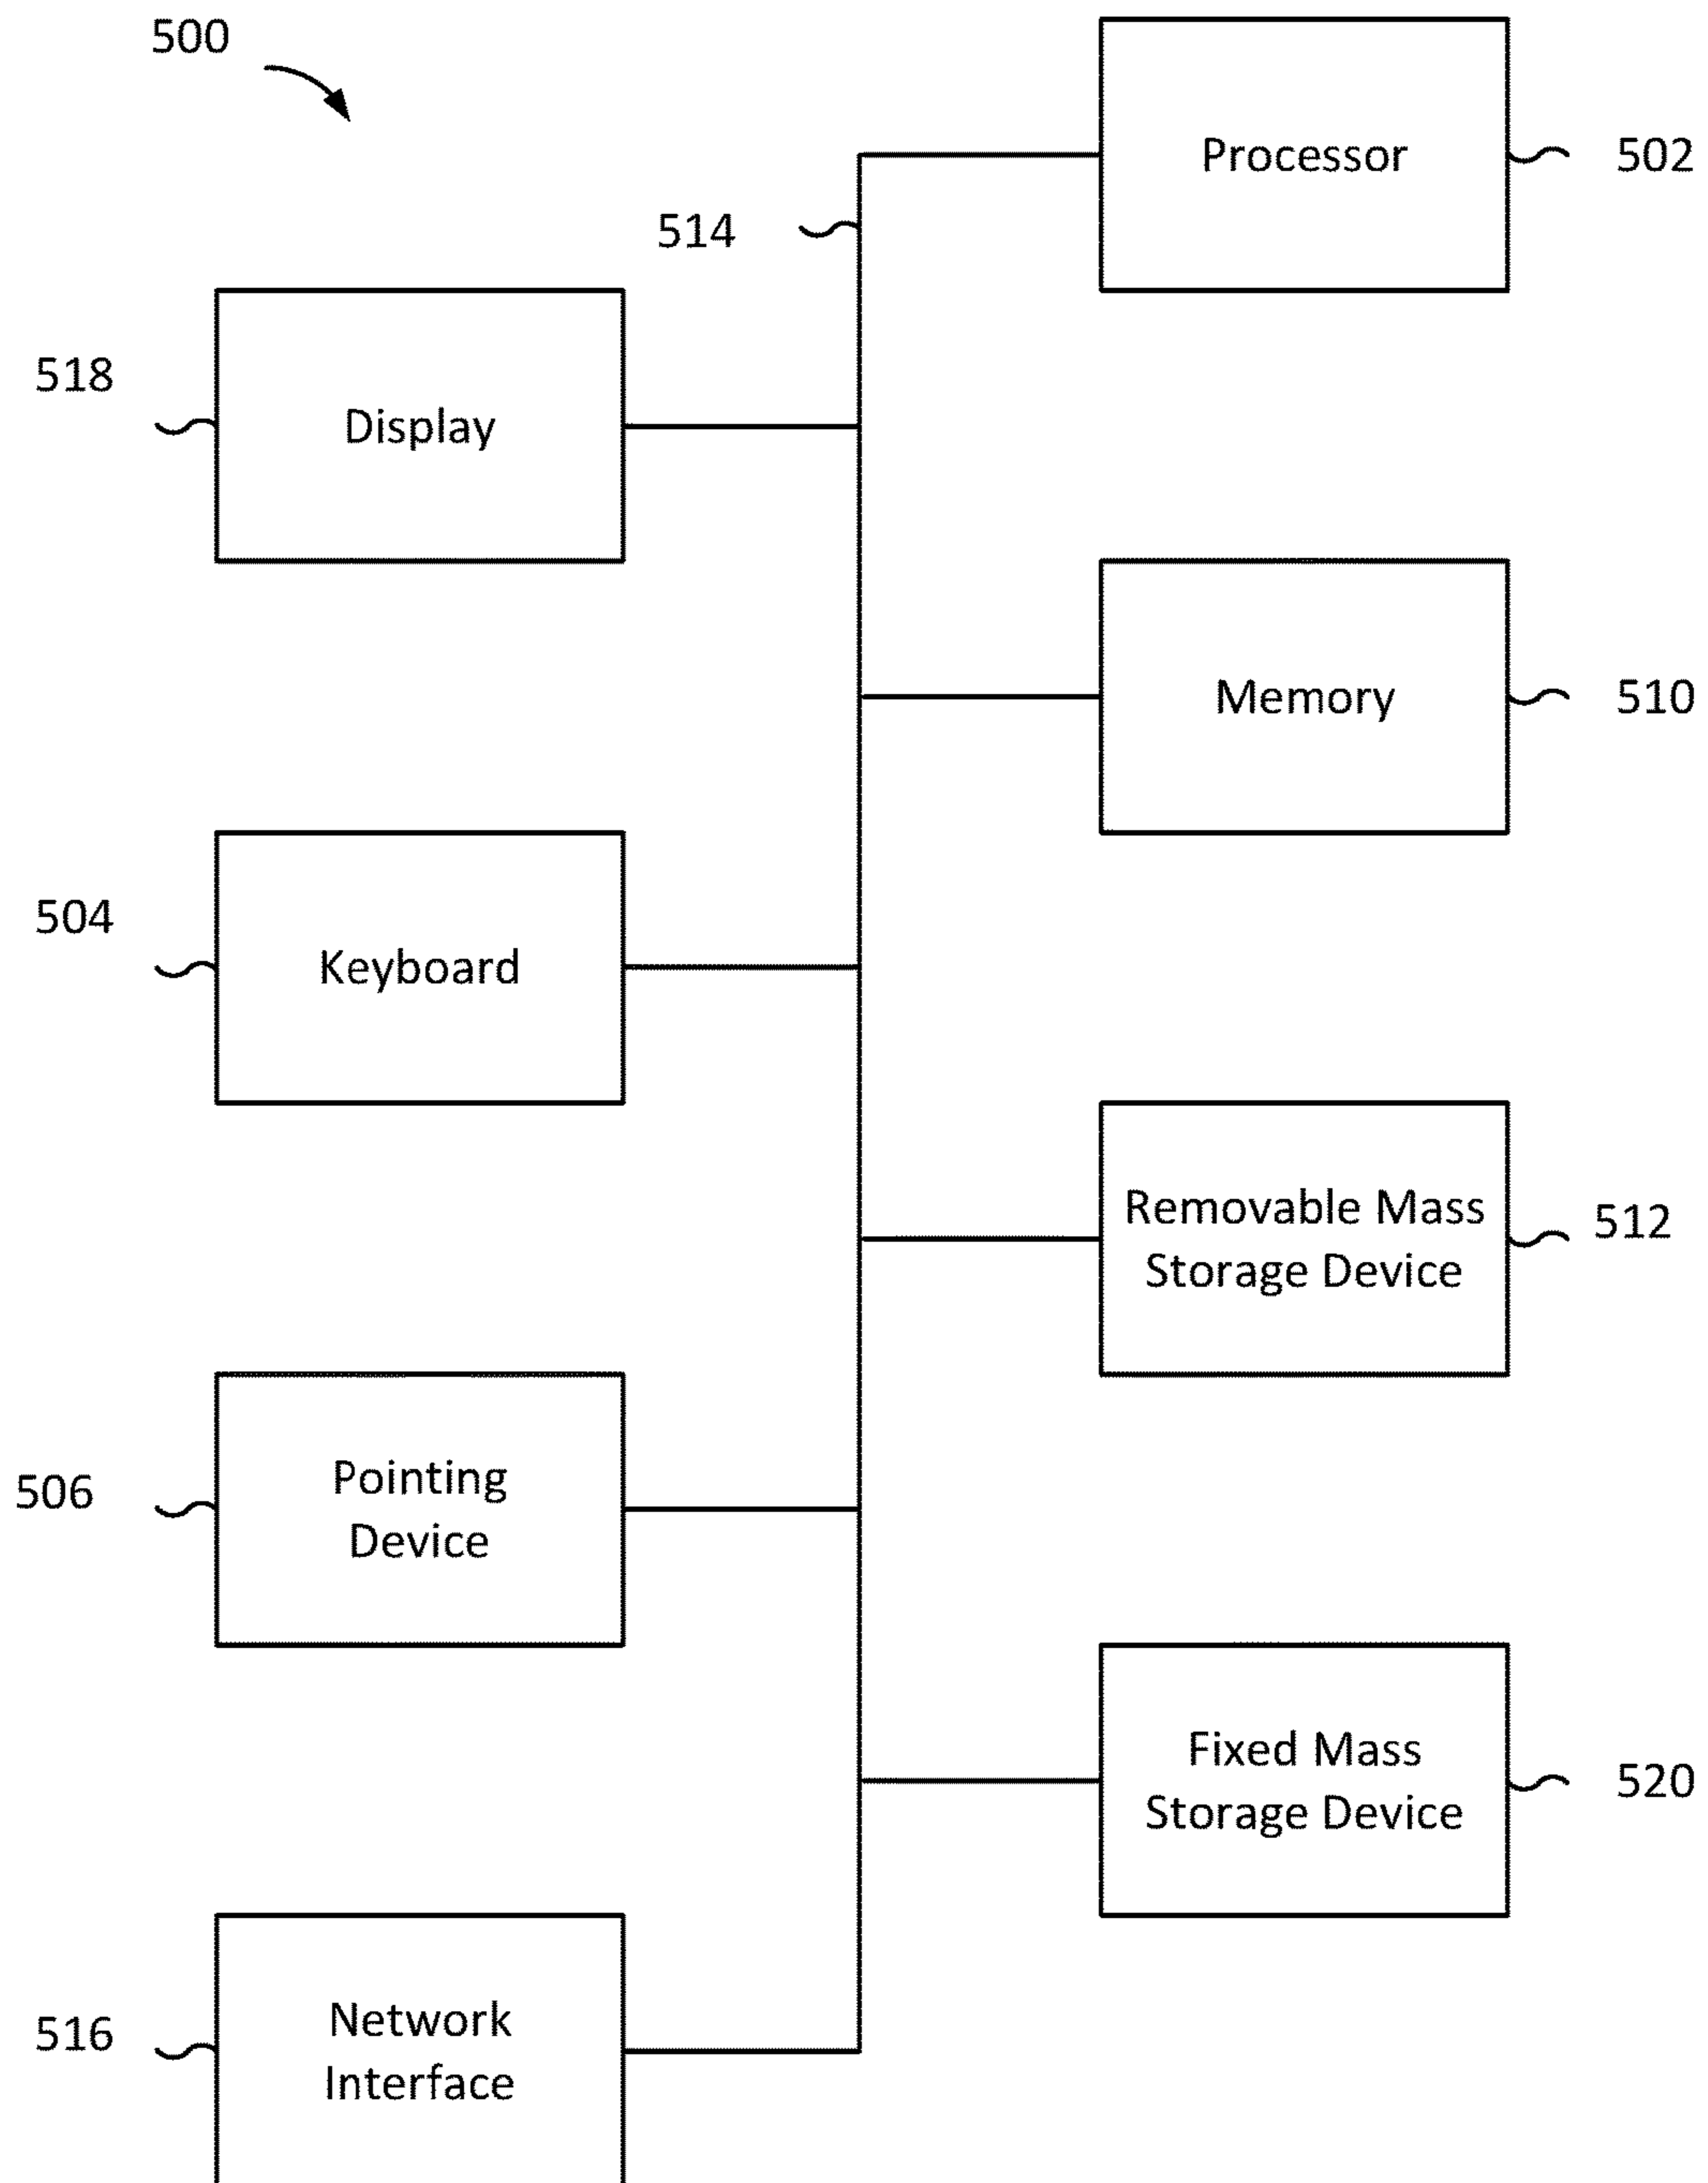 500
Processor
502
514
518
Display
Memory
510
504
Keyboard
Removable Mass
Storage Device
512
506
Pointing
Device
Fixed Mass
Storage Device
520
516
Network
Interface